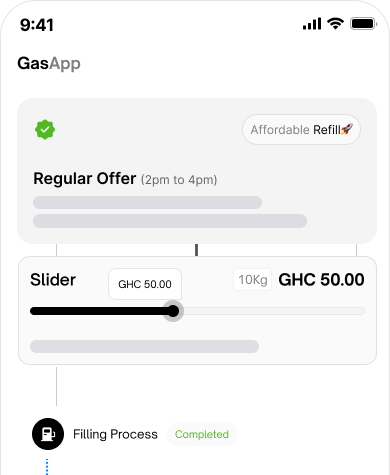 9:41
GasApp
Affordable Refill🚀
Regular Offer (2pm to 4pm)
Slider
GHC 50.00
10Kg
GHC 50.00
Filling Process
Completed